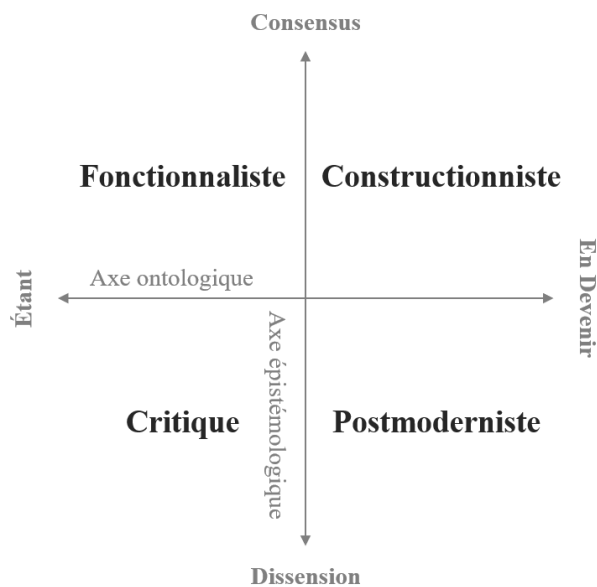 Consensus
Fonctionnaliste
Constructionniste
Étant
Axe ontologique
En Devenir
Axe épistémologique
Critique
Postmoderniste
Dissension